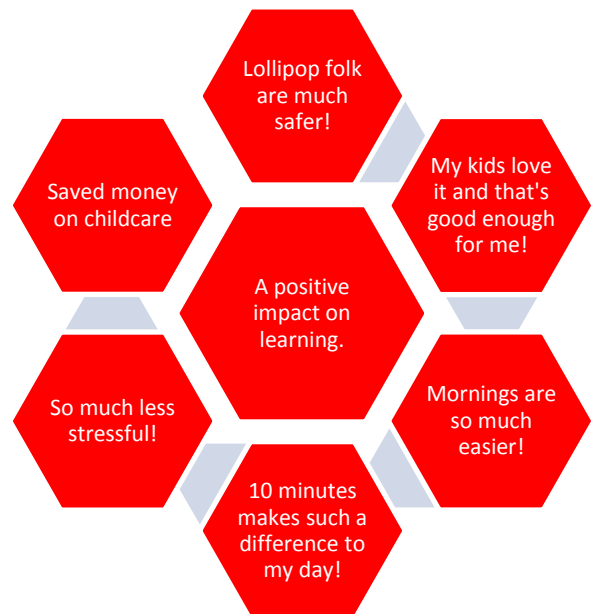 Lollipop folk
are much
safer!
My kids love
it and that's
good enough
for me!
Saved money
on childcare
A positive
impact on
learning.
Mornings are
so much
easier!
So much less
stressful!
10 minutes
makes such a
difference to
my day!